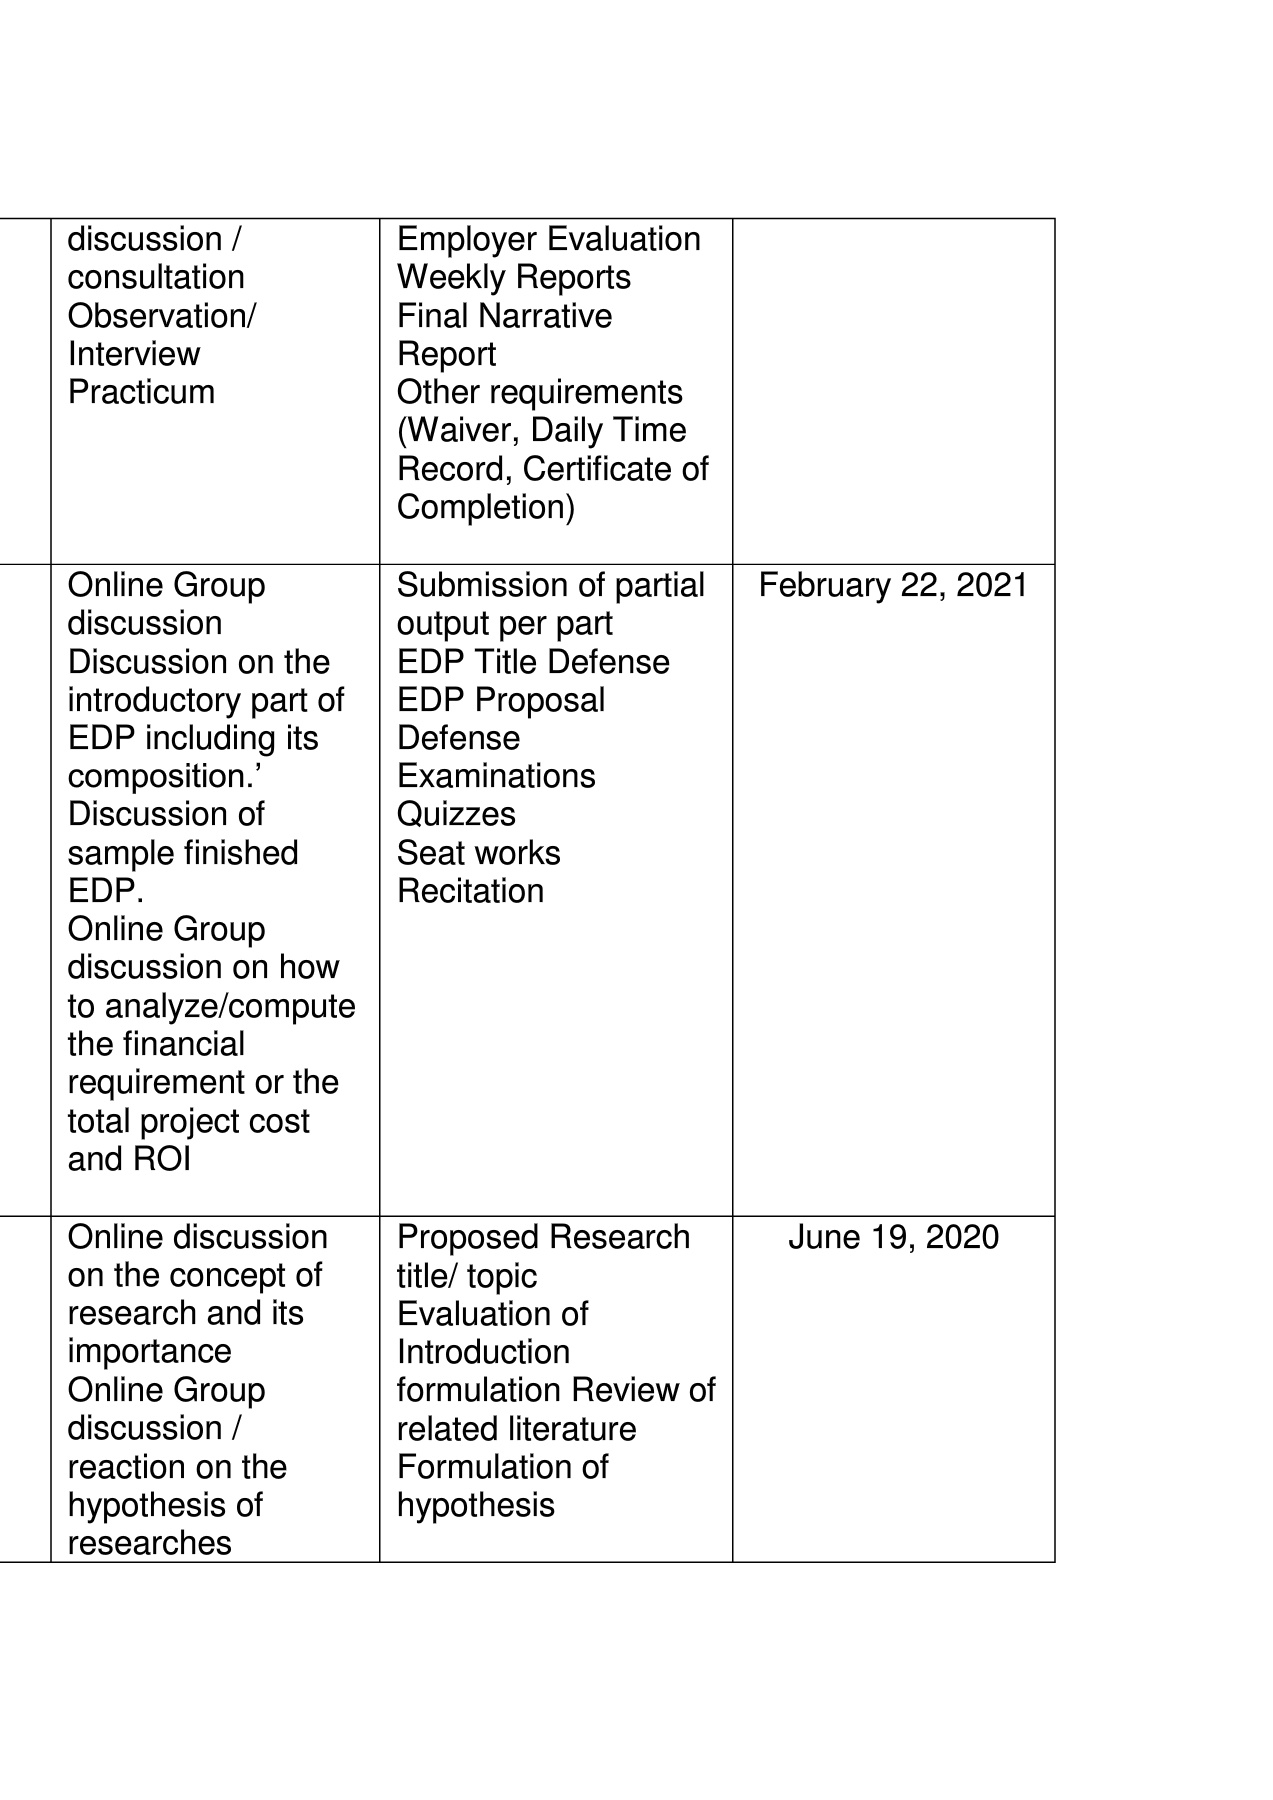 discussion /
consultation
Observation/
Interview
Practicum
Employer Evaluation
Weekly Reports
Final Narrative
Report
Other requirements
(Waiver, Daily Time
Record, Certificate of
Completion)
Online Group
discussion
Discussion on the
introductory part of
EDP including its
composition.’
Discussion of
sample finished
EDP.
Online Group
discussion on how
to analyze/compute
the financial
requirement or the
total project cost
and ROI
Submission of partial
output per part
EDP Title Defense
EDP Proposal
Defense
Examinations
Quizzes
Seat works
Recitation
February 22, 2021
Online discussion
on the concept of
research and its
importance
Online Group
discussion /
reaction on the
hypothesis of
researches
Proposed Research
title/ topic
Evaluation of
Introduction
formulation Review of
related literature
Formulation of
hypothesis
June 19, 2020